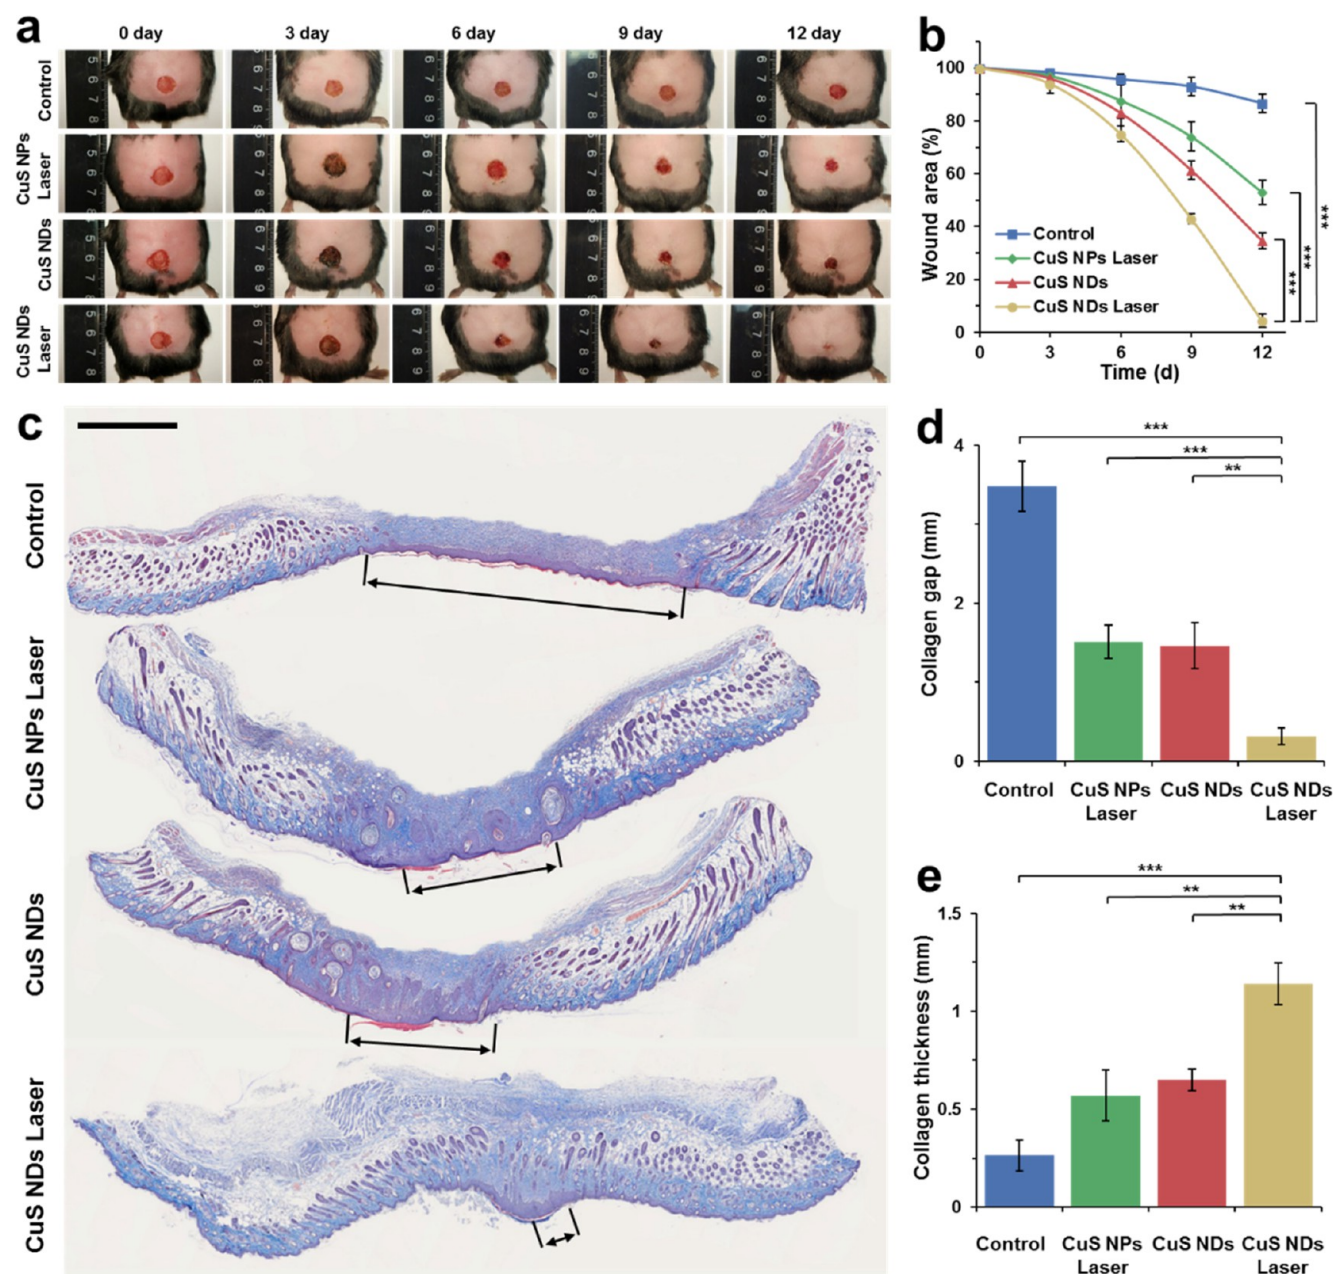 a
0 day 3 day 6 day 9 day 12 day
Control
CuS NPs
Laser
CuS NDs
CuS NDs
Laser
b
Wound area (%)
100
80
60
40
20
0
Control
CuS NPs Laser
CuS NDs
CuS NDs Laser
***
***
***
0 3 6 9 12
Time (d)
c
Control
CuS NPs Laser
CuS NDs
CuS NDs Laser
d
Collagen gap (mm)
4
2
0
***
***
**
Control CuS NPs CuS NDs CuS NDs
Laser Laser
e
Collagen thickness (mm)
1.5
1
0.5
0
***
**
**
Control CuS NPs CuS NDs CuS NDs
Laser Laser